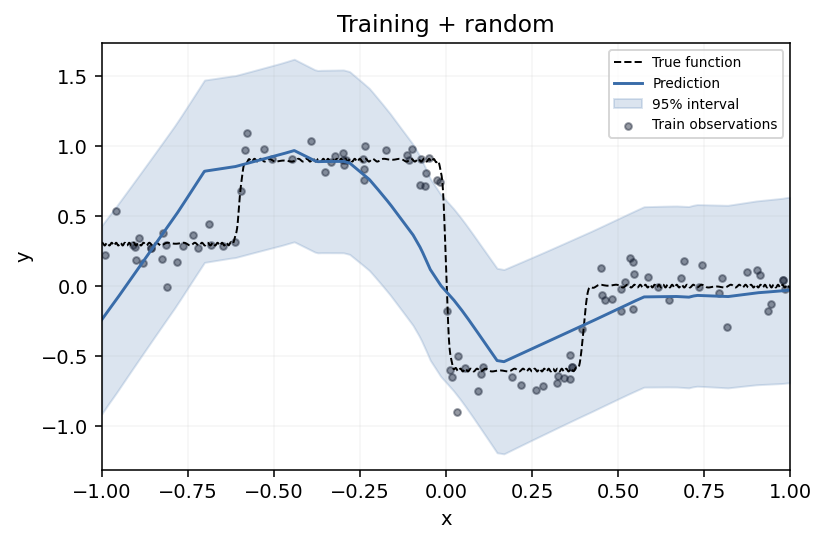 Training + random
True function
Prediction
95% interval
Train observations
y
1.5
1.0
0.5
0.0
−0.5
−1.0
−1.00 −0.75 −0.50 −0.25 0.00 0.25 0.50 0.75 1.00
x